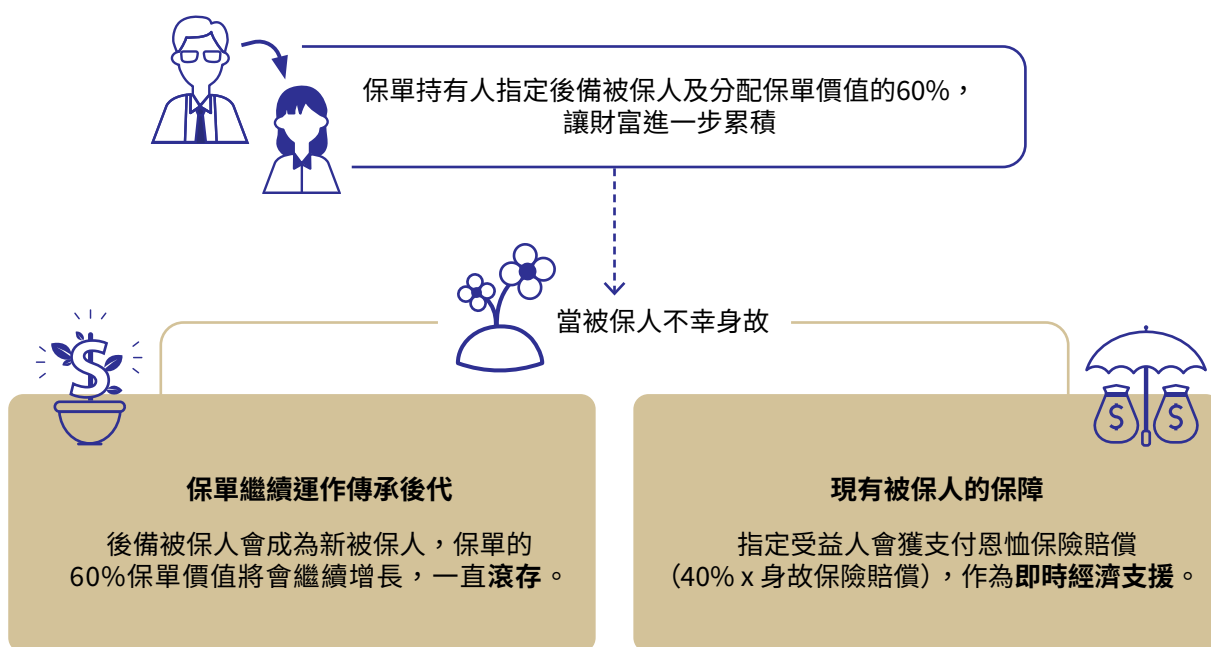 保單持有人指定後備被保人及分配保單價值的60%，
讓財富進一步累積
當被保人不幸身故
保單繼續運作傳承後代
後備被保人會成為新被保人，保單的
60%保單價值將會繼續增長，一直滾存。
現有被保人的保障
指定受益人會獲支付恩恤保險賠償
（40% x 身故保險賠償），作為即時經濟支援。